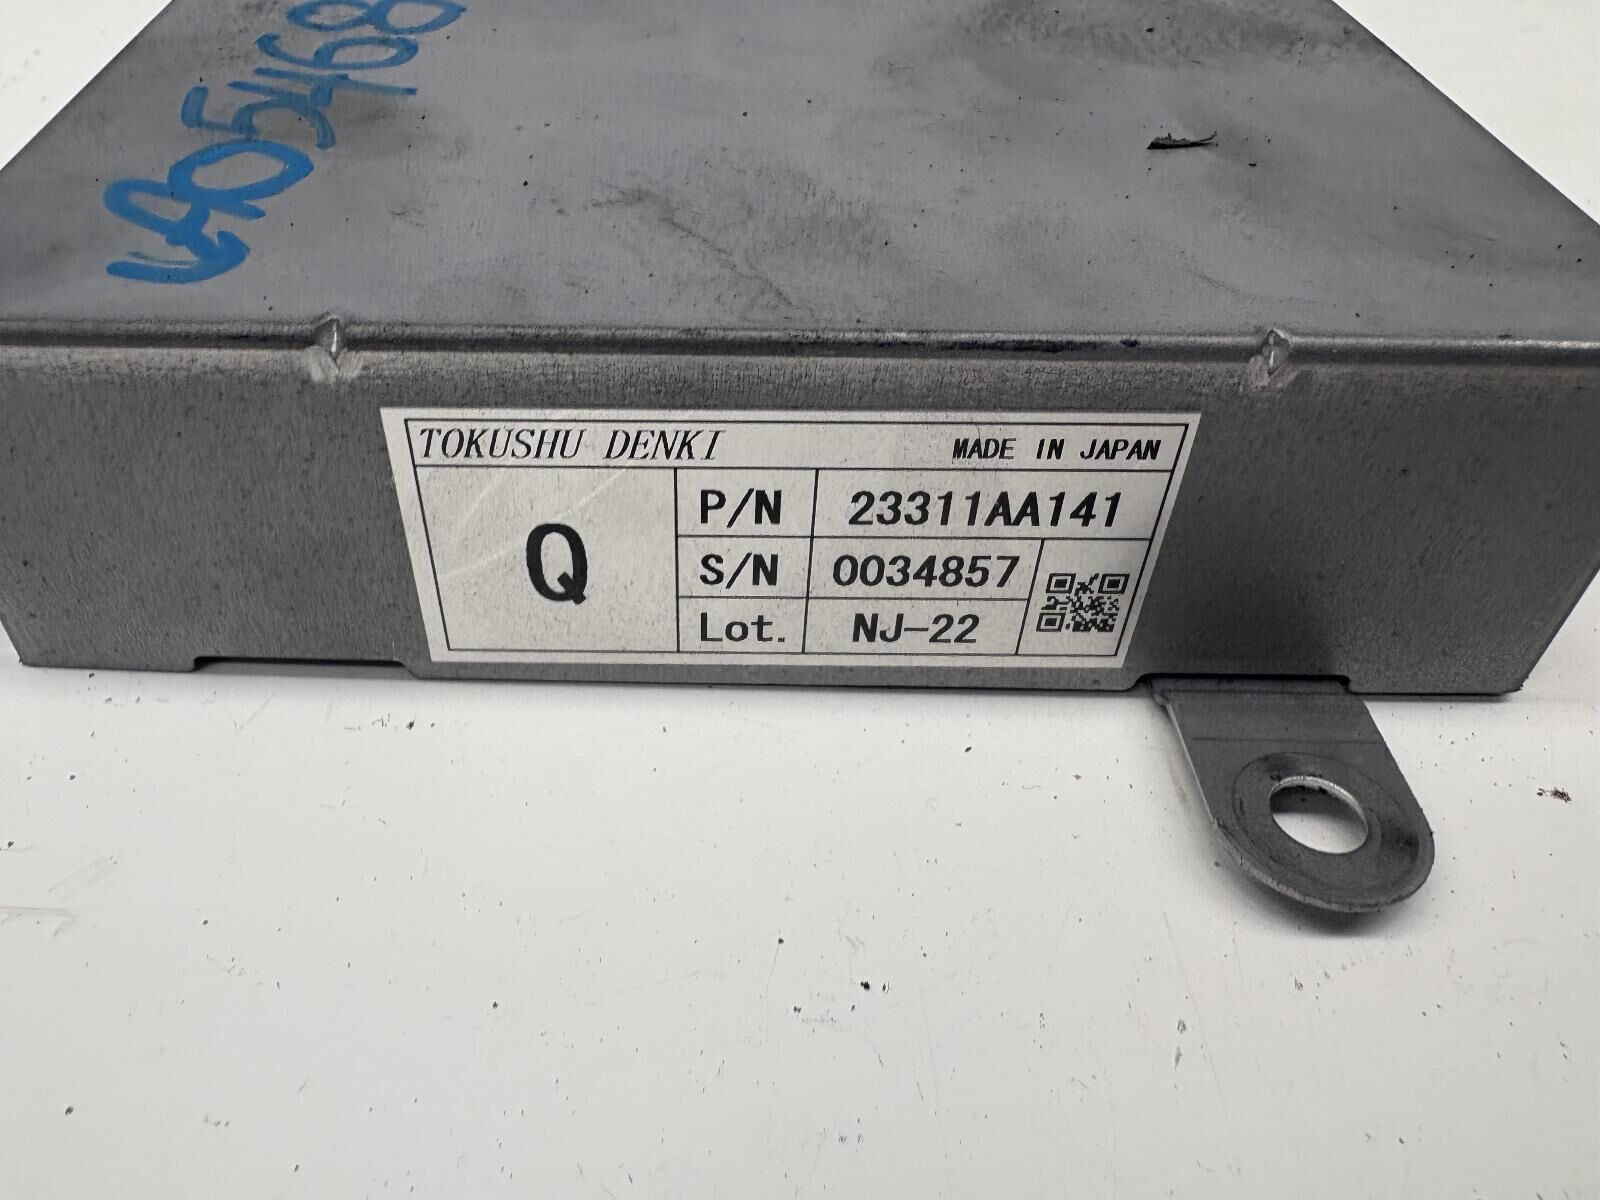 TOKUSHU DENKI MADE IN JAPAN
Q
P/N 23311AA141
S/N 0034857
Lot. NJ-22